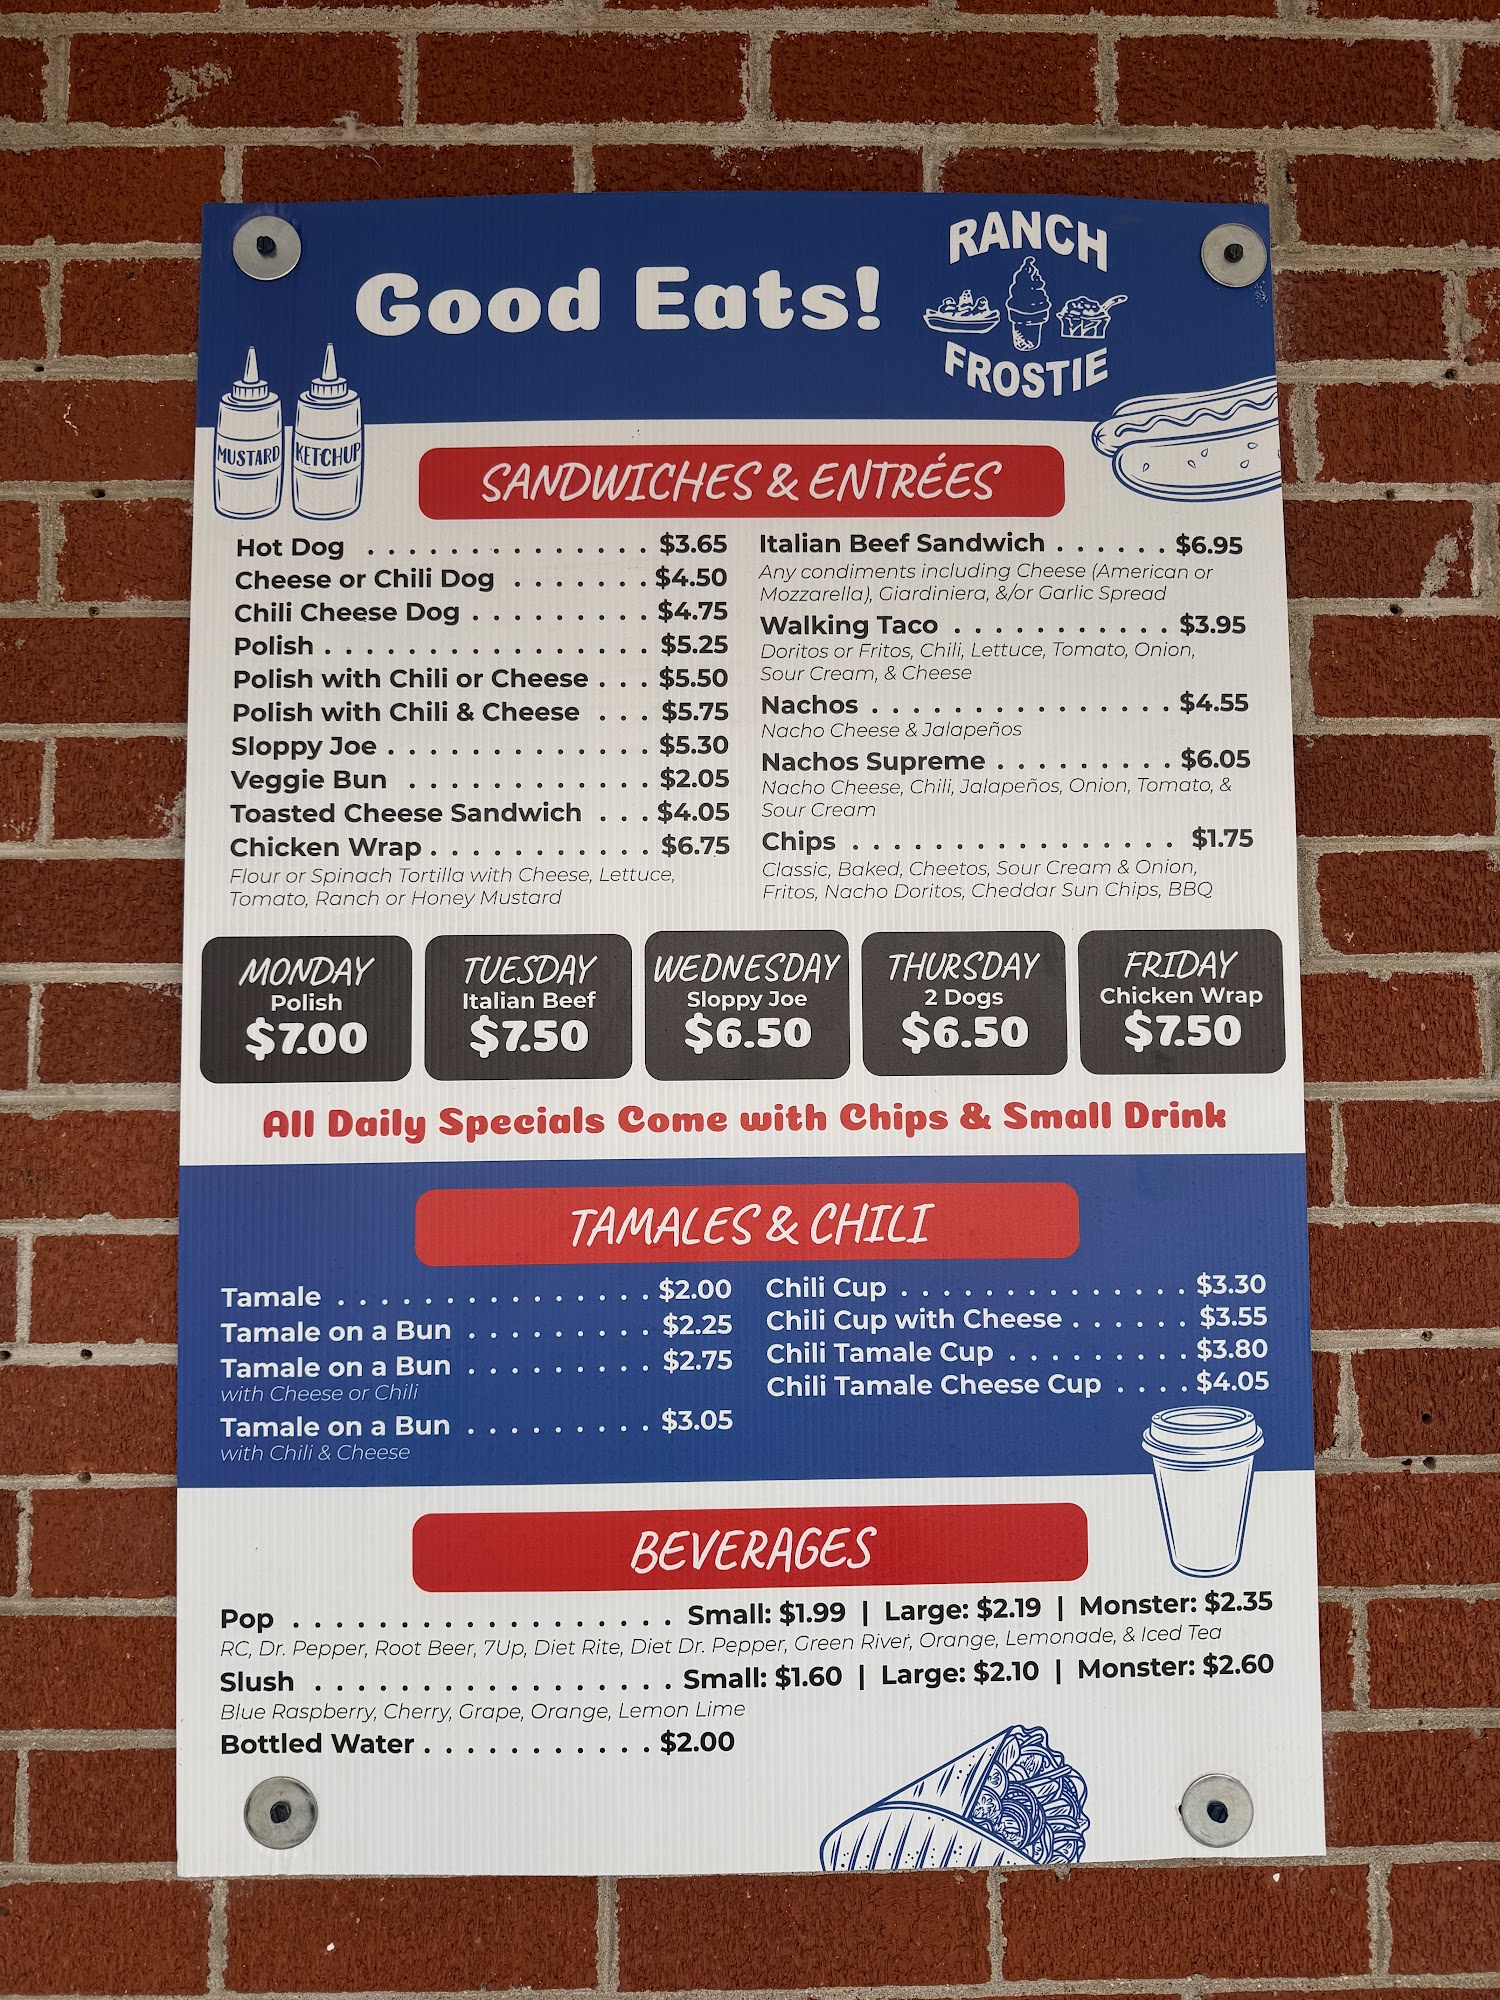 Good Eats!
RANCH
FROSTIE
MUSTARD
KETCHUP
SANDWICHES & ENTRÉES
Hot Dog . . . . . . . . . . . . . . $3.65
Cheese or Chili Dog . . . . . . . $4.50
Chili Cheese Dog . . . . . . . . . $4.75
Polish . . . . . . . . . . . . . . . . $5.25
Polish with Chili or Cheese . . . $5.50
Polish with Chili & Cheese . . . $5.75
Sloppy Joe . . . . . . . . . . . . . $5.30
Veggie Bun . . . . . . . . . . . . $2.05
Toasted Cheese Sandwich . . . $4.05
Chicken Wrap . . . . . . . . . . . $6.75
Flour or Spinach Tortilla with Cheese, Lettuce,
Tomato, Ranch or Honey Mustard
Italian Beef Sandwich . . . . . . $6.95
Any condiments including Cheese (American or
Mozzarella), Giardiniera, &/or Garlic Spread
Walking Taco . . . . . . . . . . . $3.95
Doritos or Fritos, Chili, Lettuce, Tomato, Onion,
Sour Cream, & Cheese
Nachos . . . . . . . . . . . . . . . $4.55
Nacho Cheese & Jalapeños
Nachos Supreme . . . . . . . . . $6.05
Nacho Cheese, Chili, Jalapeños, Onion, Tomato, &
Sour Cream
Chips . . . . . . . . . . . . . . . . $1.75
Classic, Baked, Cheetos, Sour Cream & Onion,
Fritos, Nacho Doritos, Cheddar Sun Chips, BBQ
MONDAY
Polish
$7.00
TUESDAY
Italian Beef
$7.50
WEDNESDAY
Sloppy Joe
$6.50
THURSDAY
2 Dogs
$6.50
FRIDAY
Chicken Wrap
$7.50
All Daily Specials Come with Chips & Small Drink
TAMALES & CHILI
Tamale . . . . . . . . . . . . . . . $2.00
Tamale on a Bun . . . . . . . . . $2.25
Tamale on a Bun . . . . . . . . . $2.75
with Cheese or Chili
Tamale on a Bun . . . . . . . . . $3.05
with Chili & Cheese
Chili Cup . . . . . . . . . . . . . . $3.30
Chili Cup with Cheese . . . . . . $3.55
Chili Tamale Cup . . . . . . . . . $3.80
Chili Tamale Cheese Cup . . . . $4.05
BEVERAGES
Pop . . . . . . . . . . . . . . . . . . Small: $1.99 | Large: $2.19 | Monster: $2.35
RC, Dr. Pepper, Root Beer, 7Up, Diet Rite, Diet Dr. Pepper, Green River, Orange, Lemonade, & Iced Tea
Slush . . . . . . . . . . . . . . . . . Small: $1.60 | Large: $2.10 | Monster: $2.60
Blue Raspberry, Cherry, Grape, Orange, Lemon Lime
Bottled Water . . . . . . . . . . . $2.00